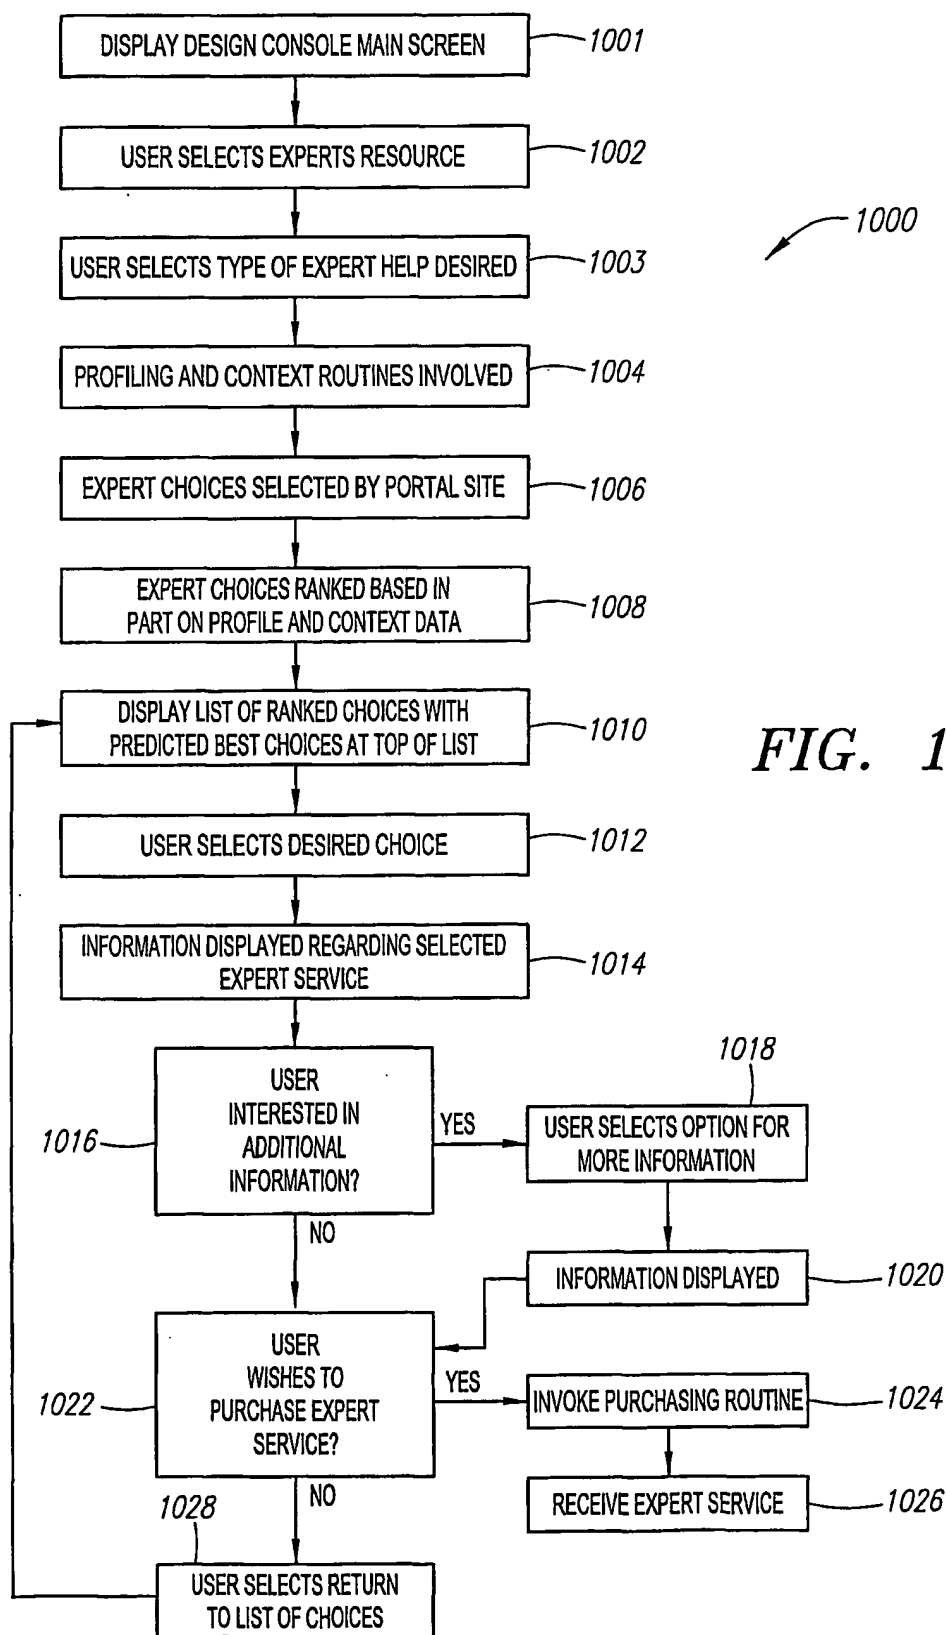 DISPLAY DESIGN CONSOLE MAIN SCREEN
1001
USER SELECTS EXPERTS RESOURCE
1002
1000
USER SELECTS TYPE OF EXPERT HELP DESIRED
1003
PROFILING AND CONTEXT ROUTINES INVOLVED
1004
EXPERT CHOICES SELECTED BY PORTAL SITE
1006
EXPERT CHOICES RANKED BASED IN
PART ON PROFILE AND CONTEXT DATA
1008
DISPLAY LIST OF RANKED CHOICES WITH
PREDICTED BEST CHOICES AT TOP OF LIST
1010
FIG. 1
USER SELECTS DESIRED CHOICE
1012
INFORMATION DISPLAYED REGARDING SELECTED
EXPERT SERVICE
1014
USER
INTERESTED IN
ADDITIONAL
INFORMATION?
1016
YES
NO
1018
USER SELECTS OPTION FOR
MORE INFORMATION
INFORMATION DISPLAYED
1020
USER
WISHES TO
PURCHASE EXPERT
SERVICE?
1022
YES
NO
INVOKE PURCHASING ROUTINE
1024
RECEIVE EXPERT SERVICE
1026
1028
USER SELECTS RETURN
TO LIST OF CHOICES